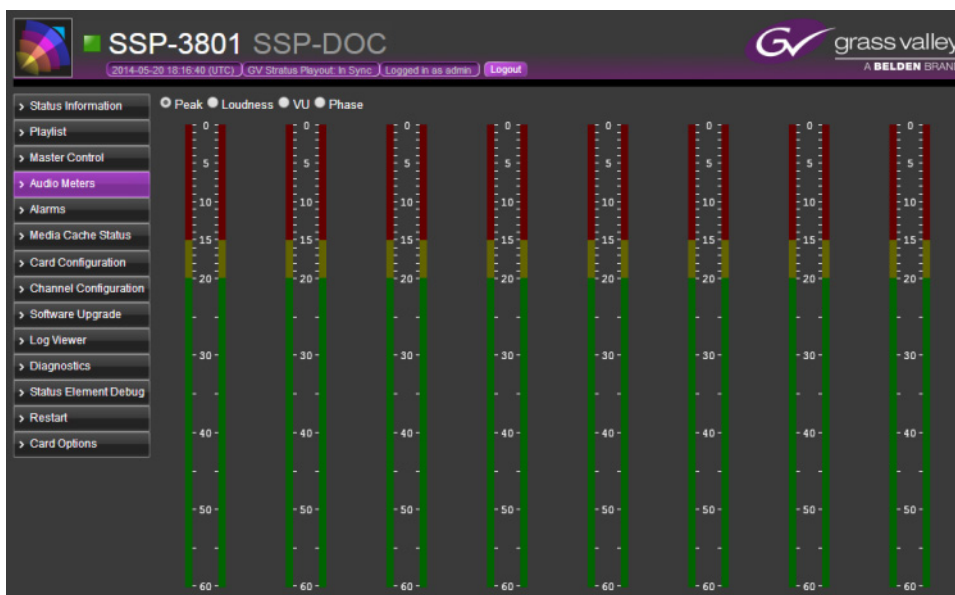 SSP-3801 SSP-DOC
2014-05-20 18:16:40 (UTC) GV Stratus Playout: In Sync Logged in as admin Logout
GV grass valley
A BELDEN BRAND
Status Information
Playlist
Master Control
Audio Meters
Alarms
Media Cache Status
Card Configuration
Channel Configuration
Software Upgrade
Log Viewer
Diagnostics
Status Element Debug
Restart
Card Options
Peak Loudness VU Phase
0 0 0 0 0 0 0 0
5 5 5 5 5 5 5 5
10 10 10 10 10 10 10 10
15 15 15 15 15 15 15 15
20 20 20 20 20 20 20 20
30 30 30 30 30 30 30 30
40 40 40 40 40 40 40 40
50 50 50 50 50 50 50 50
60 60 60 60 60 60 60 60